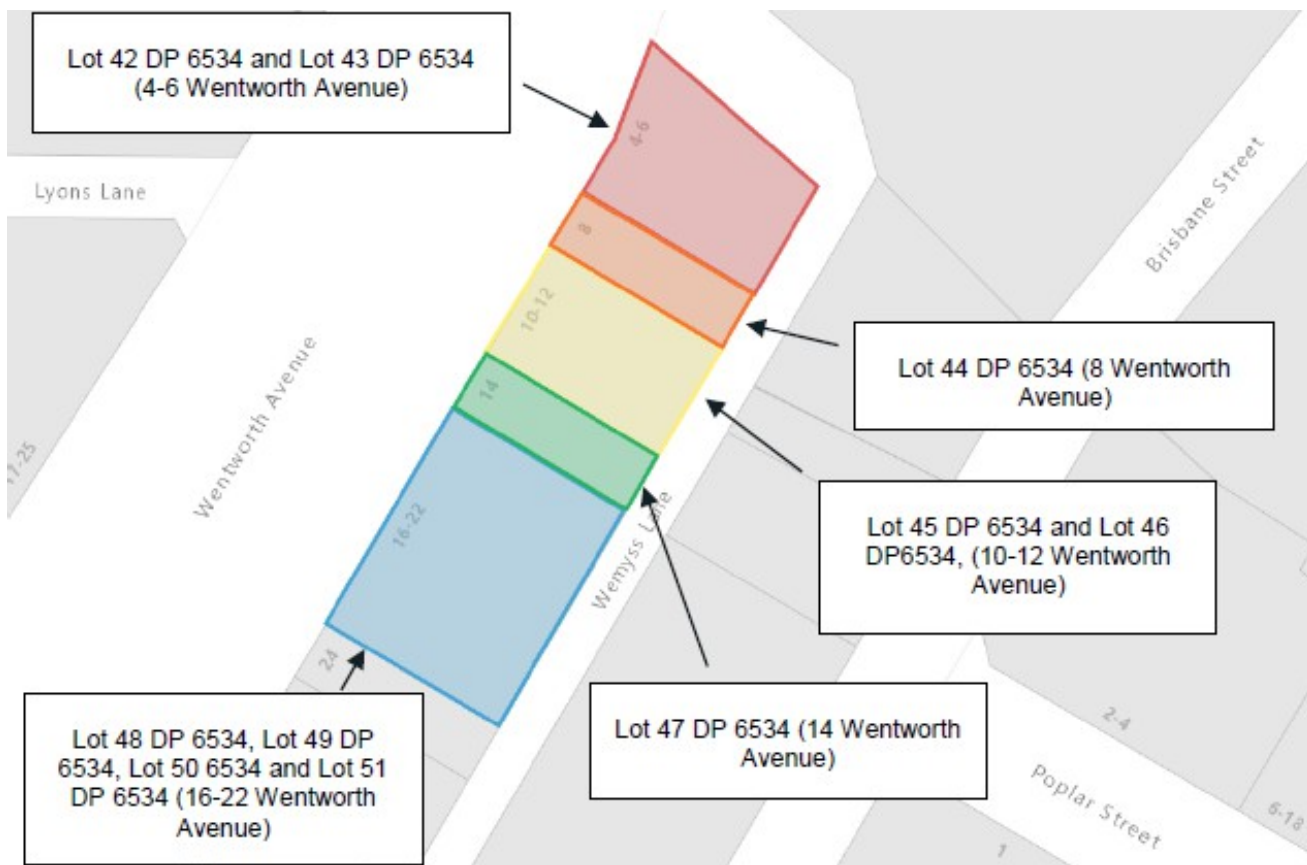 Lot 42 DP 6534 and Lot 43 DP 6534
(4-6 Wentworth Avenue)
4-6
Lyons Lane
Brisbane Street
8
10-12
Lot 44 DP 6534 (8 Wentworth
Avenue)
14
Wentworth Avenue
17-25
16-22
Lot 45 DP 6534 and Lot 46
DP6534, (10-12 Wentworth
Avenue)
Wemyss Lane
24
Lot 47 DP 6534 (14 Wentworth
Avenue)
2-4
Lot 48 DP 6534, Lot 49 DP
6534, Lot 50 6534 and Lot 51
DP 6534 (16-22 Wentworth
Avenue)
Poplar Street
6-18
1